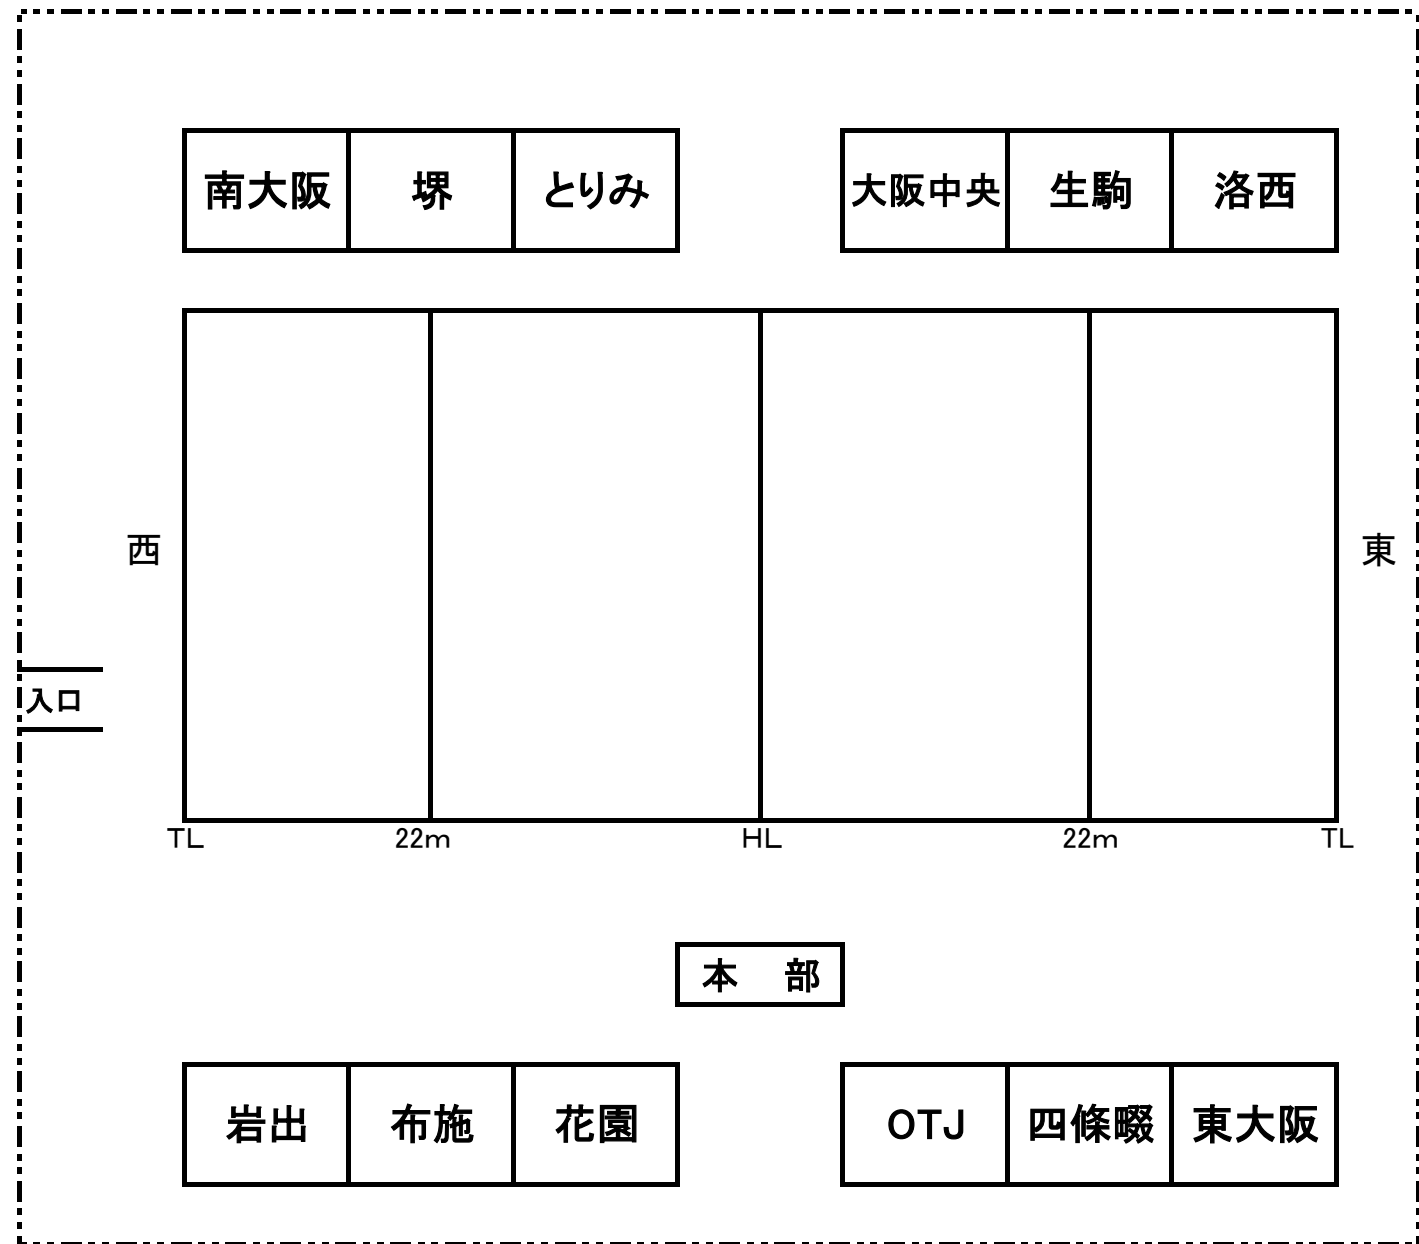 南大阪 堺 とりみ 大阪中央 生駒 洛西
西 東
入口
TL 22m HL 22m TL
本 部
岩出 布施 花園 OTJ 四條畷 東大阪